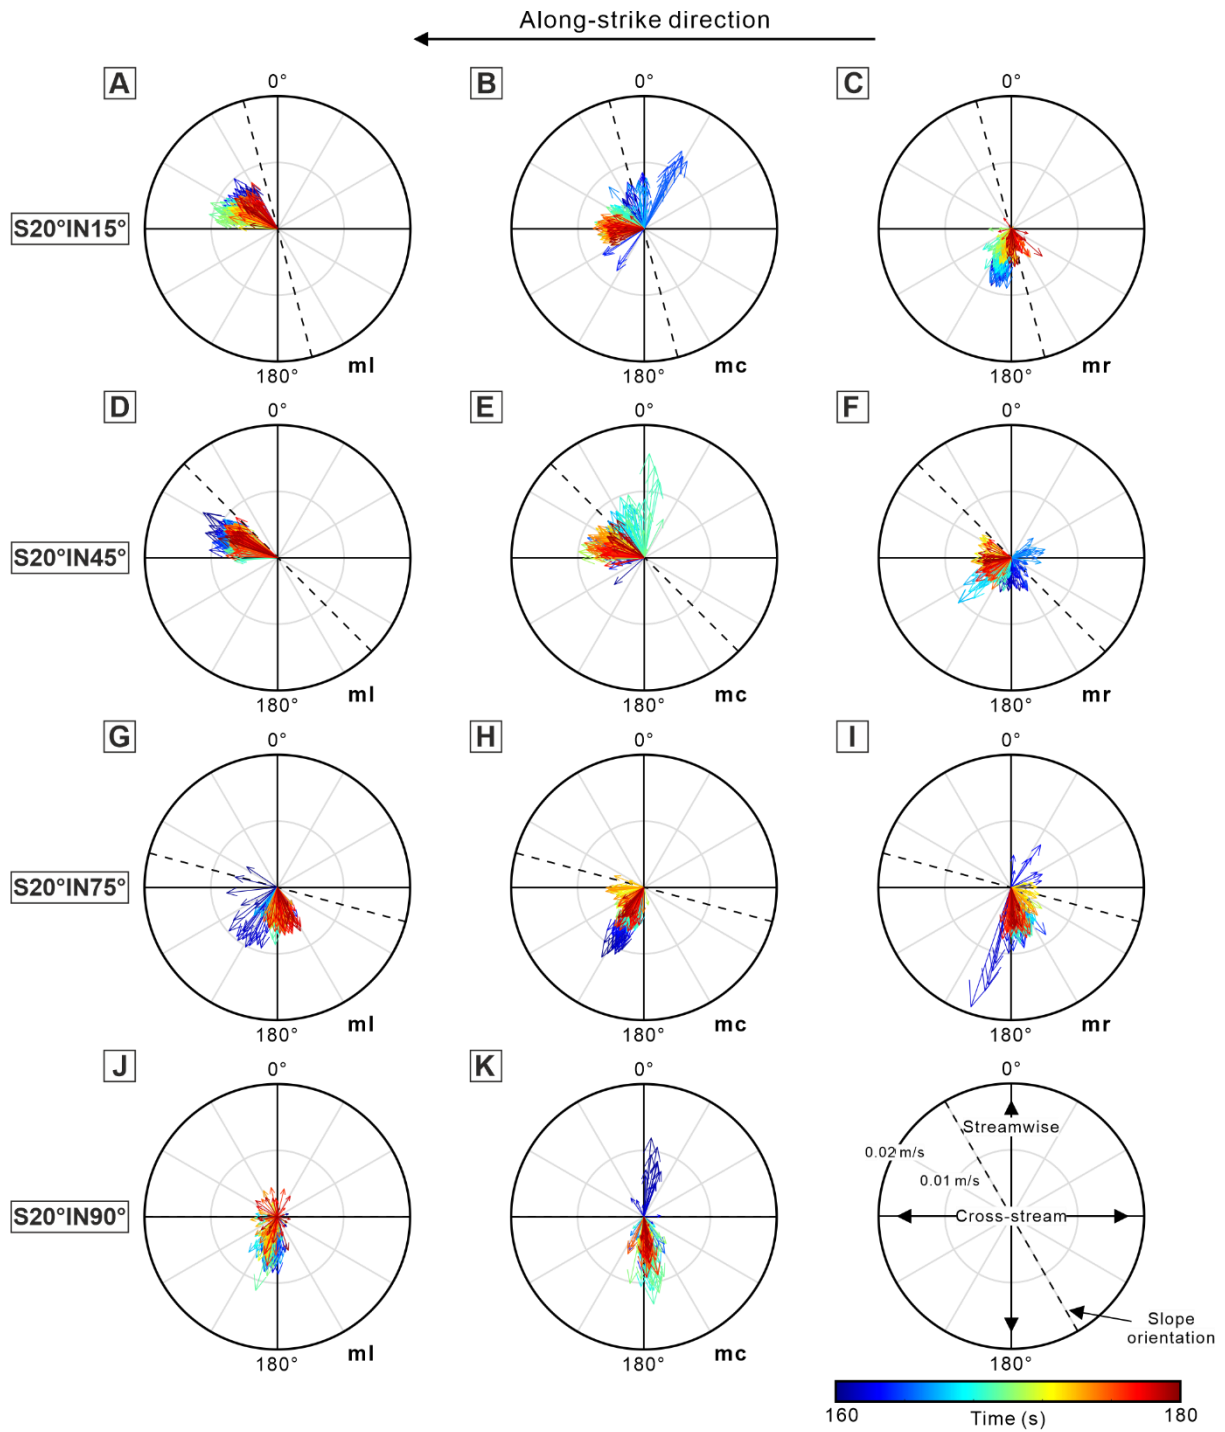 Along-strike direction
A
B
C
0°
0°
0°
S20°IN15°
180°
ml
180°
mc
180°
mr
D
E
F
0°
0°
0°
S20°IN45°
180°
ml
180°
mc
180°
mr
G
H
I
0°
0°
0°
S20°IN75°
180°
ml
180°
mc
180°
mr
J
K
0°
0°
0°
Streamwise
0.02 m/s
0.01 m/s
S20°IN90°
Cross-stream
Slope
orientation
180°
ml
180°
mc
180°
160
Time (s)
180